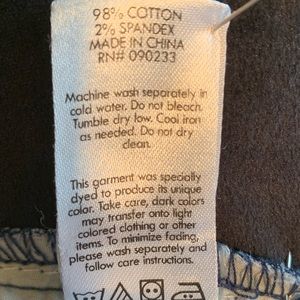 98% COTTON
2% SPANDEX
MADE IN CHINA
RN# 090233
Machine wash separately in
cold water. Do not bleach.
Tumble dry low. Cool iron
as needed. Do not dry
clean.
This garment was specially
dyed to produce its unique
color. Take care, dark colors
may transfer onto light
colored clothing or other
items. To minimize fading,
please wash separately and
follow care instructions.